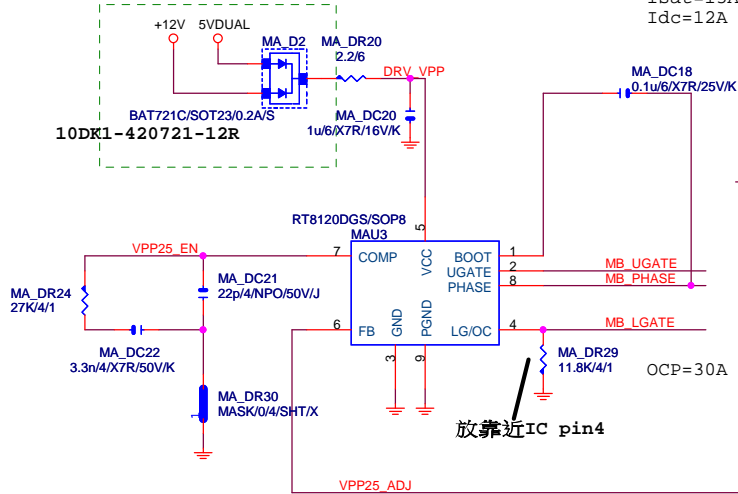 Idc=12A
+12V
5VDUAL
MA_D2
MA_DR20
2.2/6
DRV_VPP
BAT721C/SOT23/0.2A/S
10DK1-420721-12R
MA_DC20
1u/6/X7R/16V/K
MA_DC18
0.1u/6/X7R/25V/K
RT8120DGS/SOP8
MAU3
5
VPP25_EN
7
COMP
VCC
BOOT
1
UGATE
2
MB_UGATE
PHASE
8
MB_PHASE
MA_DR24
27K/4/1
MA_DC21
22p/4/NPO/50V/J
6
FB
GND
PGND
LG/OC
4
MB_LGATE
3
9
MA_DC22
3.3n/4/X7R/50V/K
MA_DR29
11.8K/4/1
OCP=30A
MA_DR30
MASK/0/4/SHT/X
1
放靠近IC pin4
VPP25_ADJ